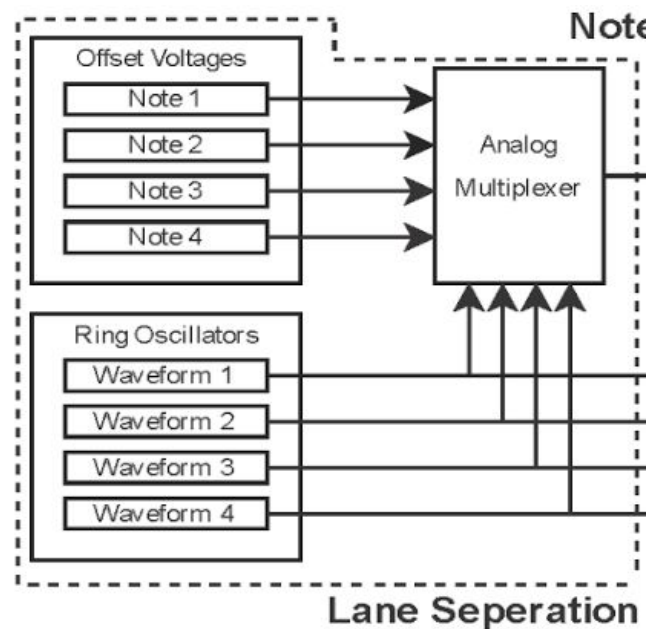 Note
Offset Voltages
Note 1
Note 2
Note 3
Note 4
Analog
Multiplexer
Ring Oscillators
Waveform 1
Waveform 2
Waveform 3
Waveform 4
Lane Seperation